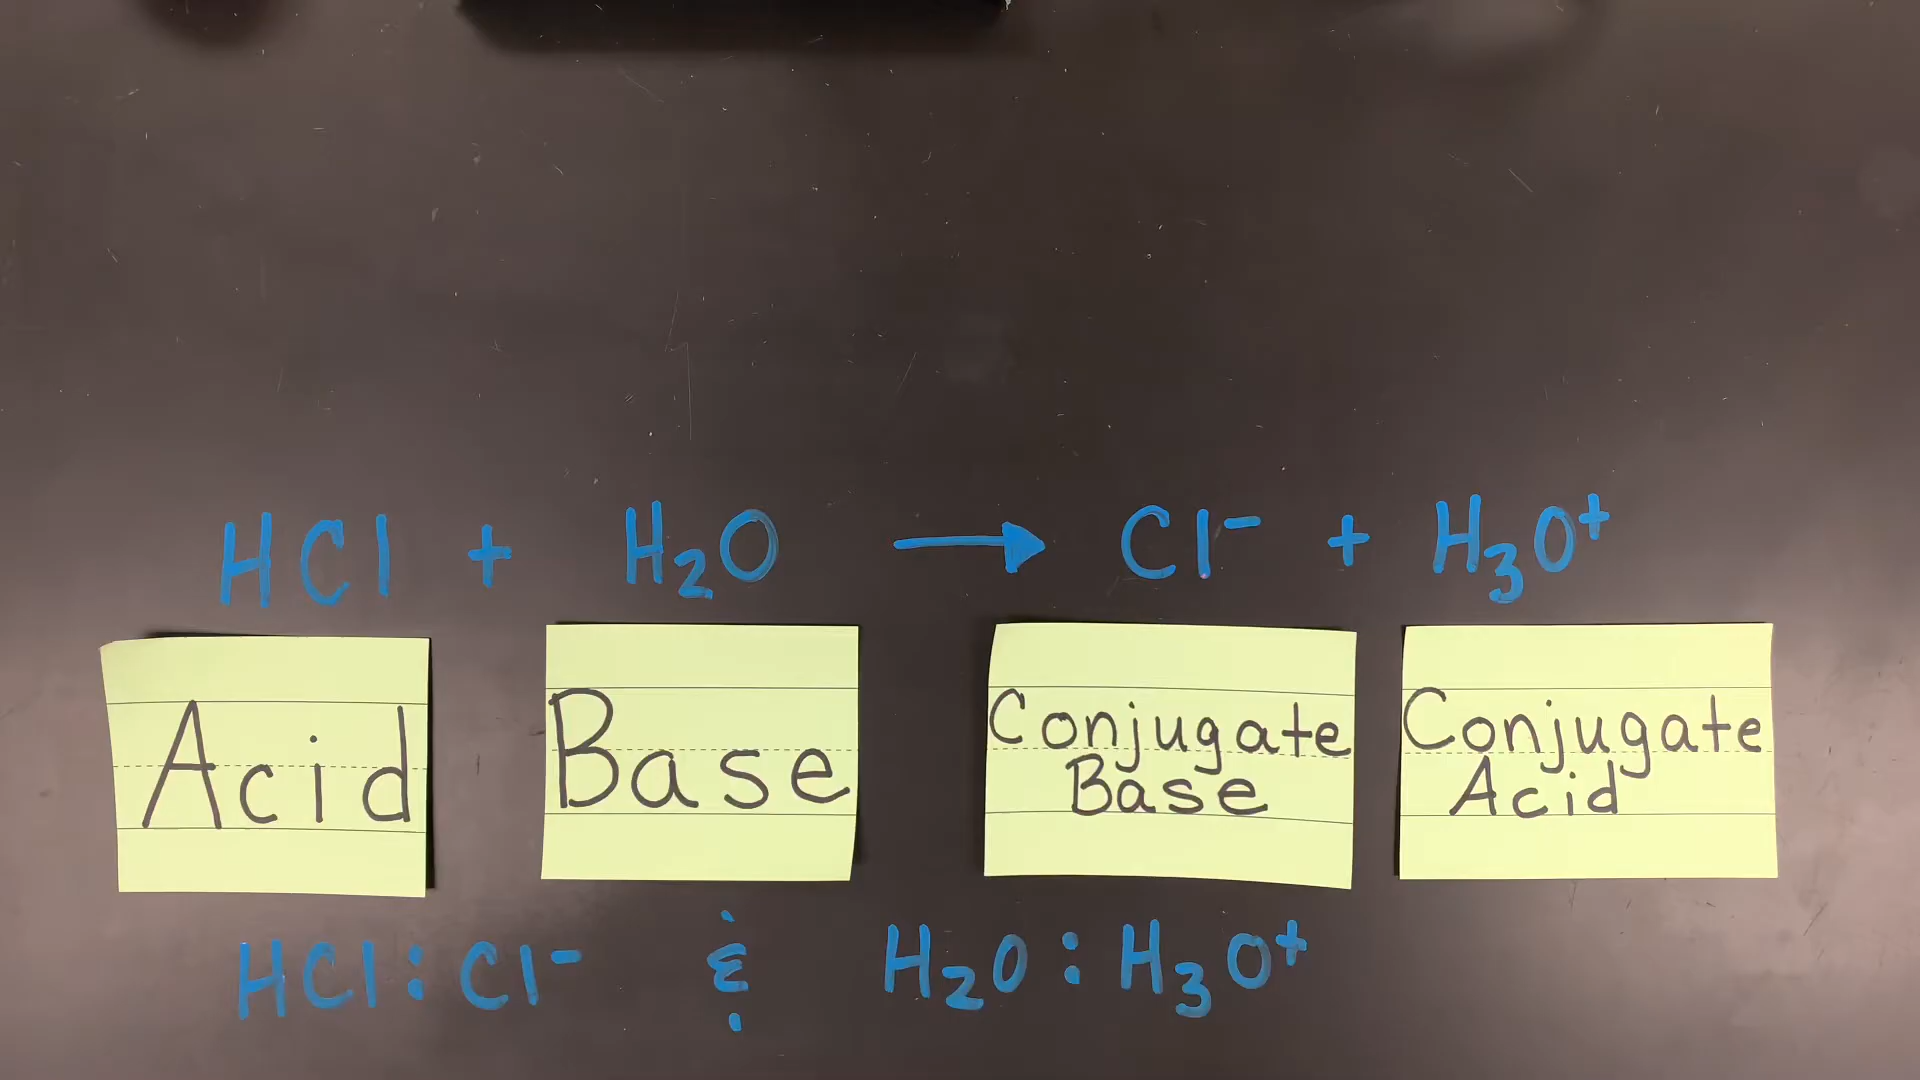 HCl + H₂O → Cl⁻ + H₃O⁺
Acid
Base
Conjugate
Base
Conjugate
Acid
HCl : Cl⁻ & H₂O : H₃O⁺